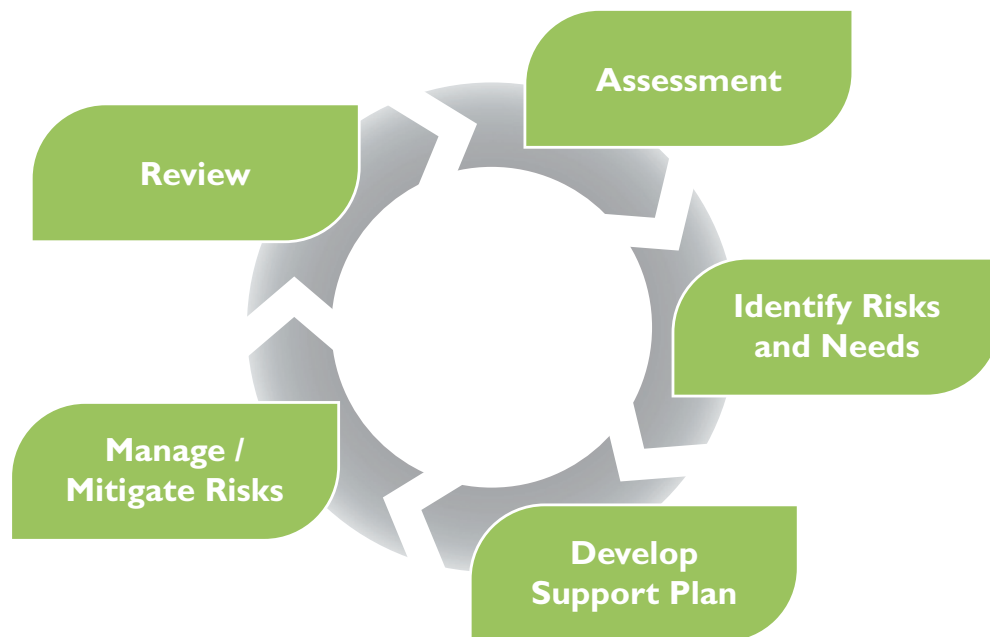 Assessment
Identify Risks
and Needs
Develop
Support Plan
Manage /
Mitigate Risks
Review